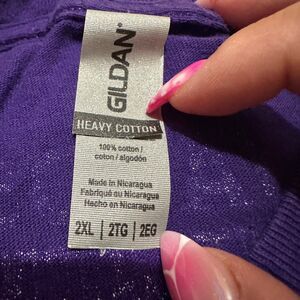 GILDAN
HEAVY COTTON
100% cotton /
coton / algodón
Made in Nicaragua
Fabriqué au Nicaragua
Hecho en Nicaragua
2XL | 2TG | 2EG